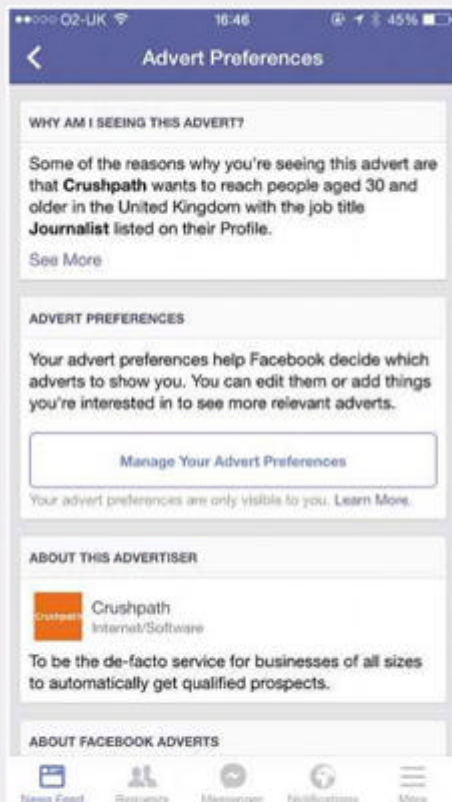 O2-UK 16:46 45%
Advert Preferences
WHY AM I SEEING THIS ADVERT?
Some of the reasons why you're seeing this advert are
that Crushpath wants to reach people aged 30 and
older in the United Kingdom with the job title
Journalist listed on their Profile.
See More
ADVERT PREFERENCES
Your advert preferences help Facebook decide which
adverts to show you. You can edit them or add things
you're interested in to see more relevant adverts.
Manage Your Advert Preferences
Your advert preferences are only visible to you. Learn More.
ABOUT THIS ADVERTISER
Crushpath
Crushpath
Internet/Software
To be the de-facto service for businesses of all sizes
to automatically get qualified prospects.
ABOUT FACEBOOK ADVERTS
News Feed Requests Messenger Notifications More